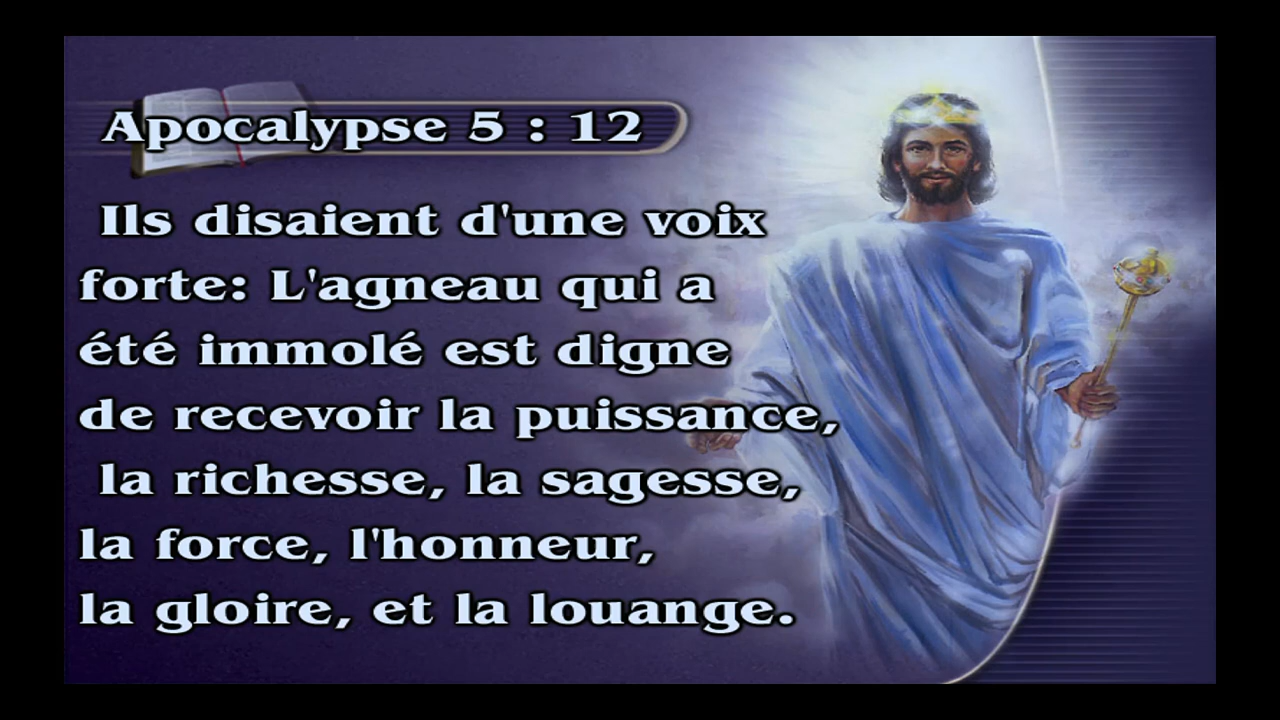 Apocalypse 5 : 12
Ils disaient d'une voix
forte: L'agneau qui a
été immolé est digne
de recevoir la puissance,
la richesse, la sagesse,
la force, l'honneur,
la gloire, et la louange.